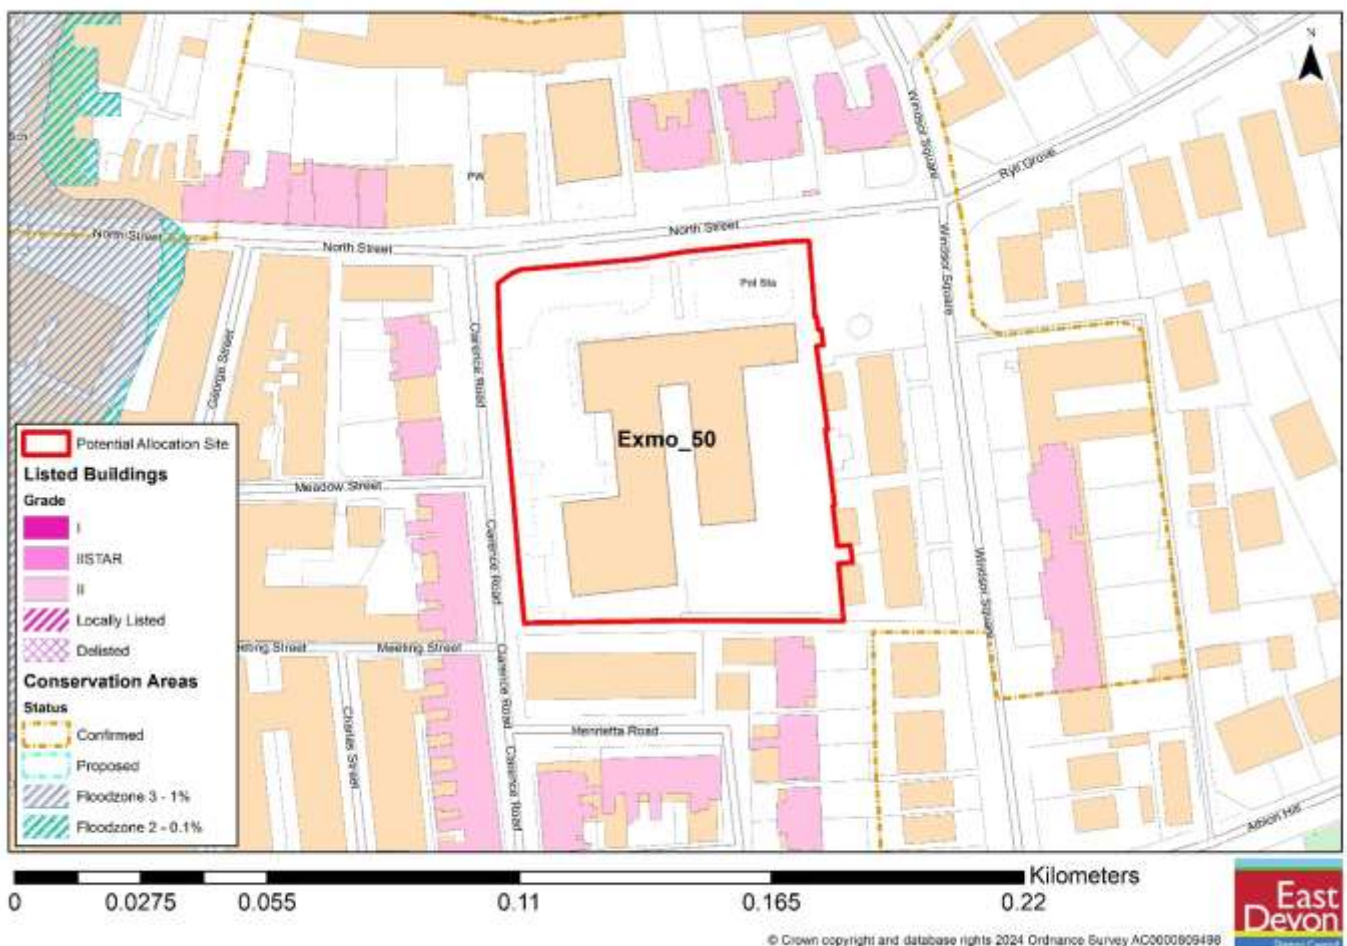 N
Windsor Square
Ryll Grove
PW
North Street
North Street
North Street
Windsor Square
Pol Sta
George Street
Clarence Road
Exmo_50
Meadow Street
Clarence Road
Windsor Square
Meeting Street
Clarence Road
Charles Street
Henrietta Road
Clarence Road
Albion Hill
Potential Allocation Site
Listed Buildings
Grade
I
IISTAR
II
Locally Listed
Delisted
Conservation Areas
Status
Confirmed
Proposed
Floodzone 3 - 1%
Floodzone 2 - 0.1%
Kilometers
0 0.0275 0.055 0.11 0.165 0.22
East
Devon
© Crown copyright and database rights 2024 Ordnance Survey AC0000809498